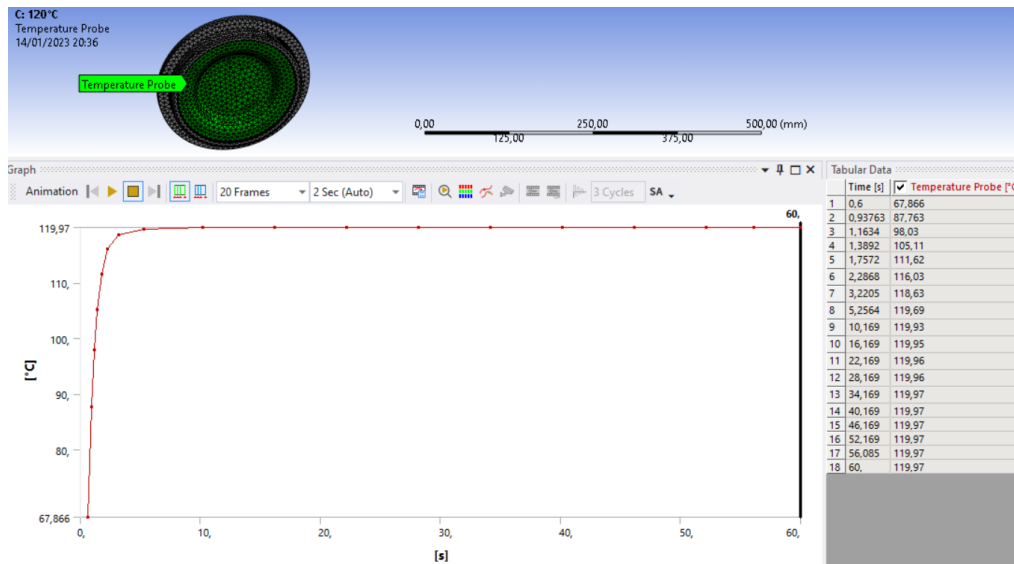 C: 120°C
Temperature Probe
14/01/2023 20:36
Temperature Probe
0,00 250,00 500,00 (mm)
125,00 375,00
Graph
Animation 20 Frames 2 Sec (Auto) 3 Cycles SA
60,
119,97
110,
100,
90,
80,
67,866
[°C]
0, 10, 20, 30, 40, 50, 60,
[s]
Tabular Data
Time [s] Temperature Probe [°C
1 0,6 67,866
2 0,93763 87,763
3 1,1634 98,03
4 1,3892 105,11
5 1,7572 111,62
6 2,2868 116,03
7 3,2205 118,63
8 5,2564 119,69
9 10,169 119,93
10 16,169 119,95
11 22,169 119,96
12 28,169 119,96
13 34,169 119,97
14 40,169 119,97
15 46,169 119,97
16 52,169 119,97
17 56,085 119,97
18 60, 119,97